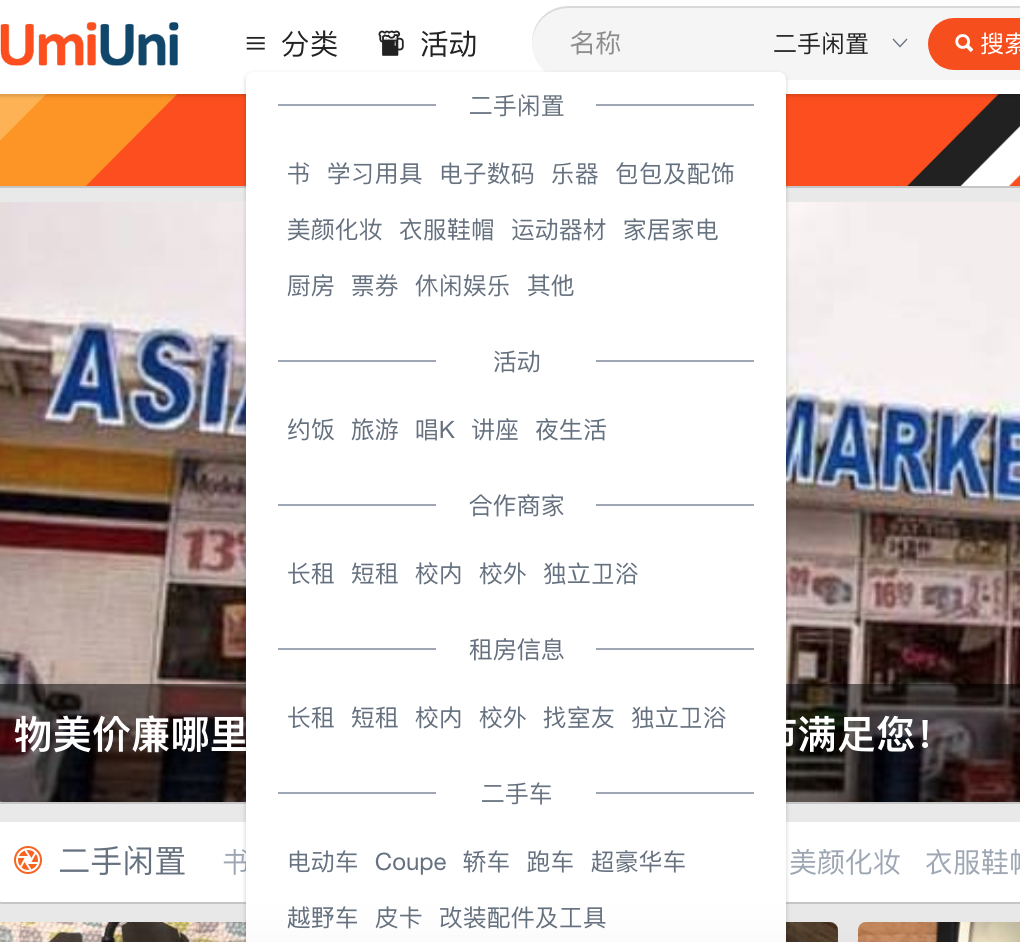 UmiUni 分类 活动 名称 二手闲置 搜索
二手闲置
书 学习用具 电子数码 乐器 包包及配饰
美颜化妆 衣服鞋帽 运动器材 家居家电
厨房 票券 休闲娱乐 其他
活动
约饭 旅游 唱K 讲座 夜生活
ASIA MARKE
合作商家
长租 短租 校内 校外 独立卫浴
租房信息
长租 短租 校内 校外 找室友 独立卫浴
物美价廉哪里 满足您！
二手车
电动车 Coupe 轿车 跑车 超豪华车
二手闲置 书 美颜化妆 衣服鞋帽
越野车 皮卡 改装配件及工具